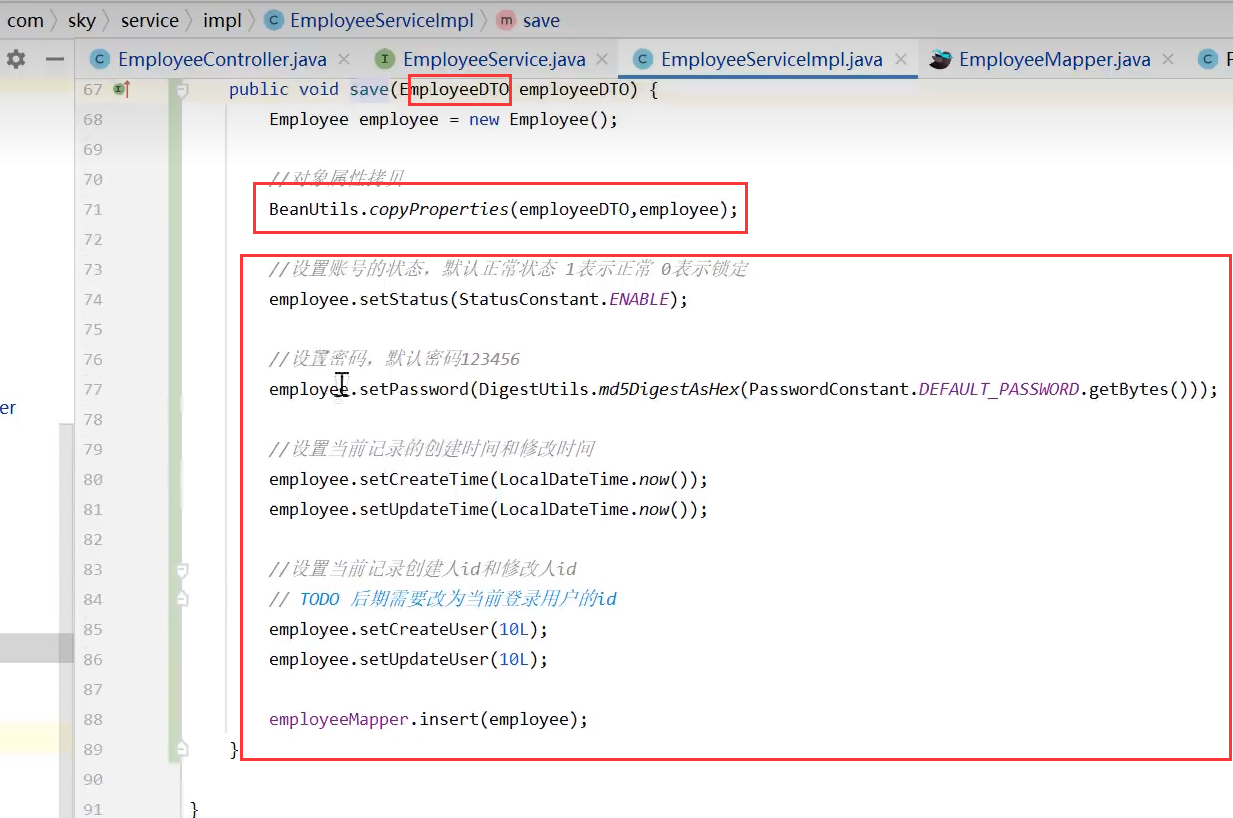 com sky service impl C EmployeeServiceImpl m save
C EmployeeController.java I EmployeeService.java C EmployeeServiceImpl.java EmployeeMapper.java C
67 public void save(EmployeeDTO employeeDTO) {
68 Employee employee = new Employee();
69
70 //对象属性拷贝
71 BeanUtils.copyProperties(employeeDTO,employee);
72
73 //设置账号的状态，默认正常状态 1表示正常 0表示锁定
74 employee.setStatus(StatusConstant.ENABLE);
75
76 //设置密码，默认密码123456
77 employee.setPassword(DigestUtils.md5DigestAsHex(PasswordConstant.DEFAULT_PASSWORD.getBytes()));
er
78
79 //设置当前记录的创建时间和修改时间
80 employee.setCreateTime(LocalDateTime.now());
81 employee.setUpdateTime(LocalDateTime.now());
82
83 //设置当前记录创建人id和修改人id
84 // TODO 后期需要改为当前登录用户的id
85 employee.setCreateUser(10L);
86 employee.setUpdateUser(10L);
87
88 employeeMapper.insert(employee);
89 }
90
91 }